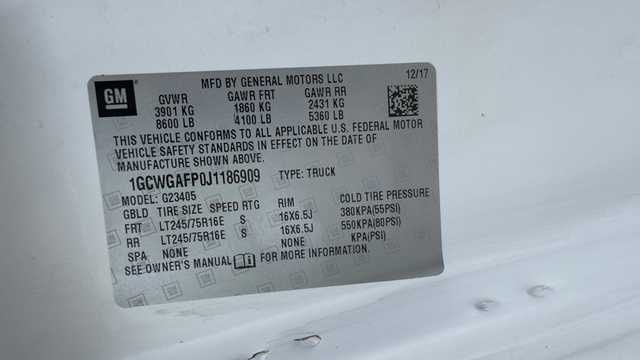 MFD BY GENERAL MOTORS LLC 12/17
GM
GVWR GAWR FRT GAWR RR
3901 KG 1860 KG 2431 KG
8600 LB 4100 LB 5360 LB
THIS VEHICLE CONFORMS TO ALL APPLICABLE U.S. FEDERAL MOTOR
VEHICLE SAFETY STANDARDS IN EFFECT ON THE DATE OF
MANUFACTURE SHOWN ABOVE.
1GCWGAFP0J1186909 TYPE: TRUCK
MODEL: G23405
GBLD TIRE SIZE SPEED RTG RIM COLD TIRE PRESSURE
FRT LT245/75R16E S 16X6.5J 380KPA(55PSI)
RR LT245/75R16E S 16X6.5J 550KPA(80PSI)
SPA NONE NONE KPA(PSI)
SEE OWNER'S MANUAL FOR MORE INFORMATION.